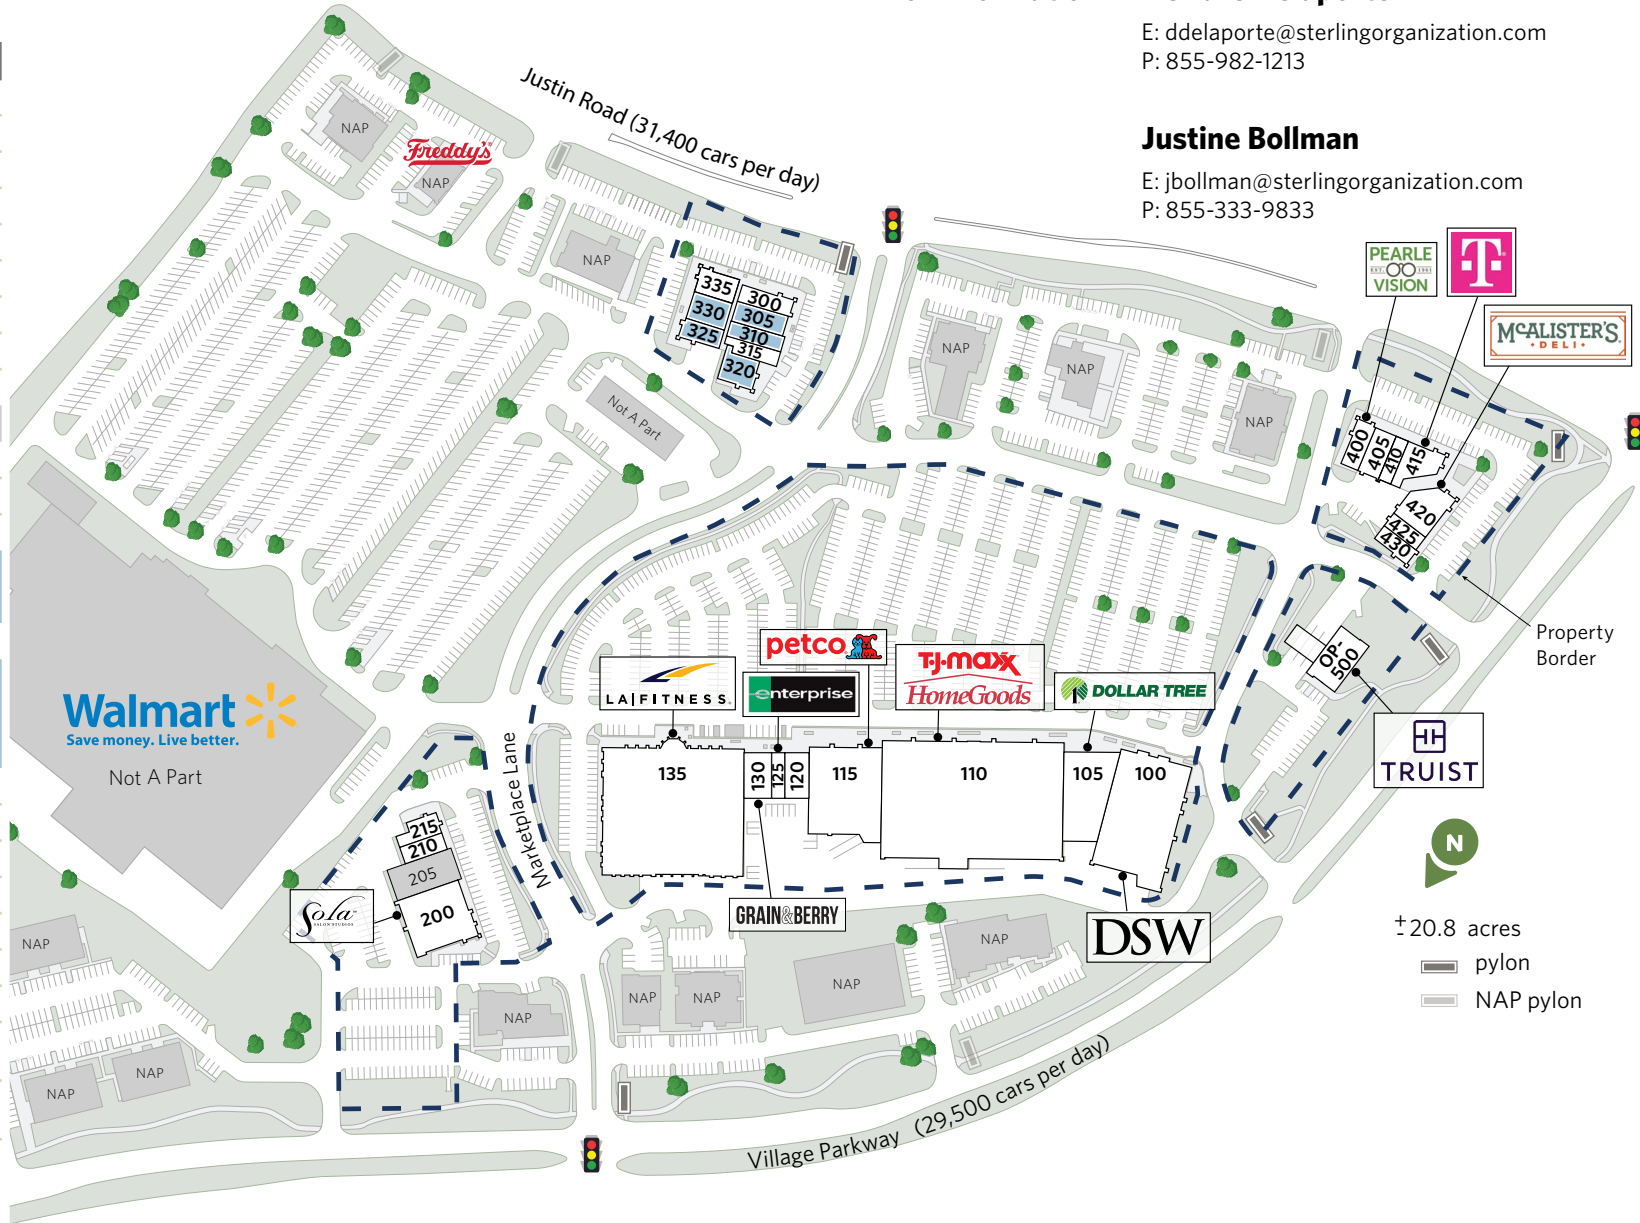 E: ddelaporte@sterlingorganization.com
P: 855-982-1213
Justine Bollman
E: jbollman@sterlingorganization.com
P: 855-333-9833
Justin Road (31,400 cars per day)
NAP
Freddy's
NAP
NAP
335
300
330
305
325
310
315
320
Not A Part
NAP
NAP
NAP
PEARLE
EST. 1961
VISION
T
McALISTER'S
DELI
400
405
410
415
420
425
430
Property
Border
OP-
500
TRUIST
Walmart
Save money. Live better.
Not A Part
LA|FITNESS.
petco
enterprise
T.J.maxx
HomeGoods
DOLLAR TREE
135
130
125
120
115
110
105
100
Marketplace Lane
GRAIN&BERRY
DSW
215
210
205
200
Sola
SALON STUDIOS
N
±20.8 acres
pylon
NAP pylon
NAP
NAP
NAP
NAP
NAP
NAP
NAP
NAP
Village Parkway (29,500 cars per day)